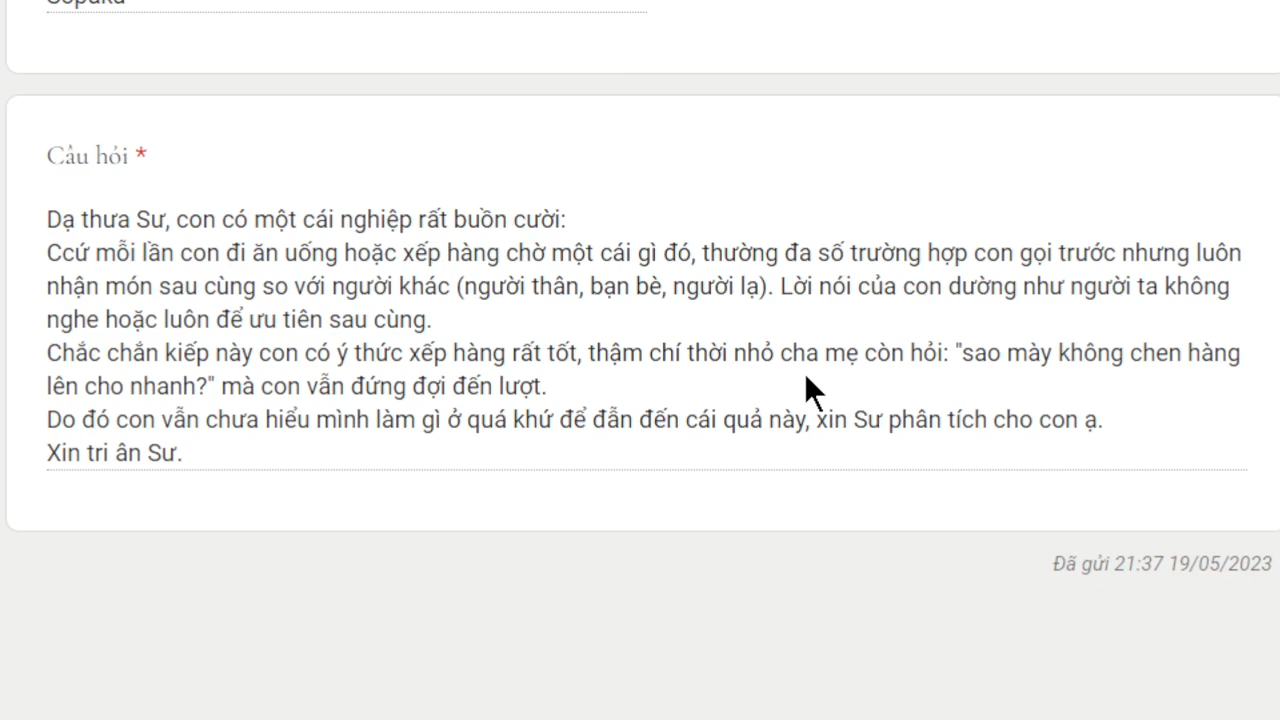 Câu hỏi *
Dạ thưa Sư, con có một cái nghiệp rất buồn cười:
Ccứ mỗi lần con đi ăn uống hoặc xếp hàng chờ một cái gì đó, thường đa số trường hợp con gọi trước nhưng luôn
nhận món sau cùng so với người khác (người thân, bạn bè, người lạ). Lời nói của con dường như người ta không
nghe hoặc luôn để ưu tiên sau cùng.
Chắc chắn kiếp này con có ý thức xếp hàng rất tốt, thậm chí thời nhỏ cha mẹ còn hỏi: "sao mày không chen hàng
lên cho nhanh?" mà con vẫn đứng đợi đến lượt.
Do đó con vẫn chưa hiểu mình làm gì ở quá khứ để đẫn đến cái quả này, xin Sư phân tích cho con ạ.
Xin tri ân Sư.
Đã gửi 21:37 19/05/2023